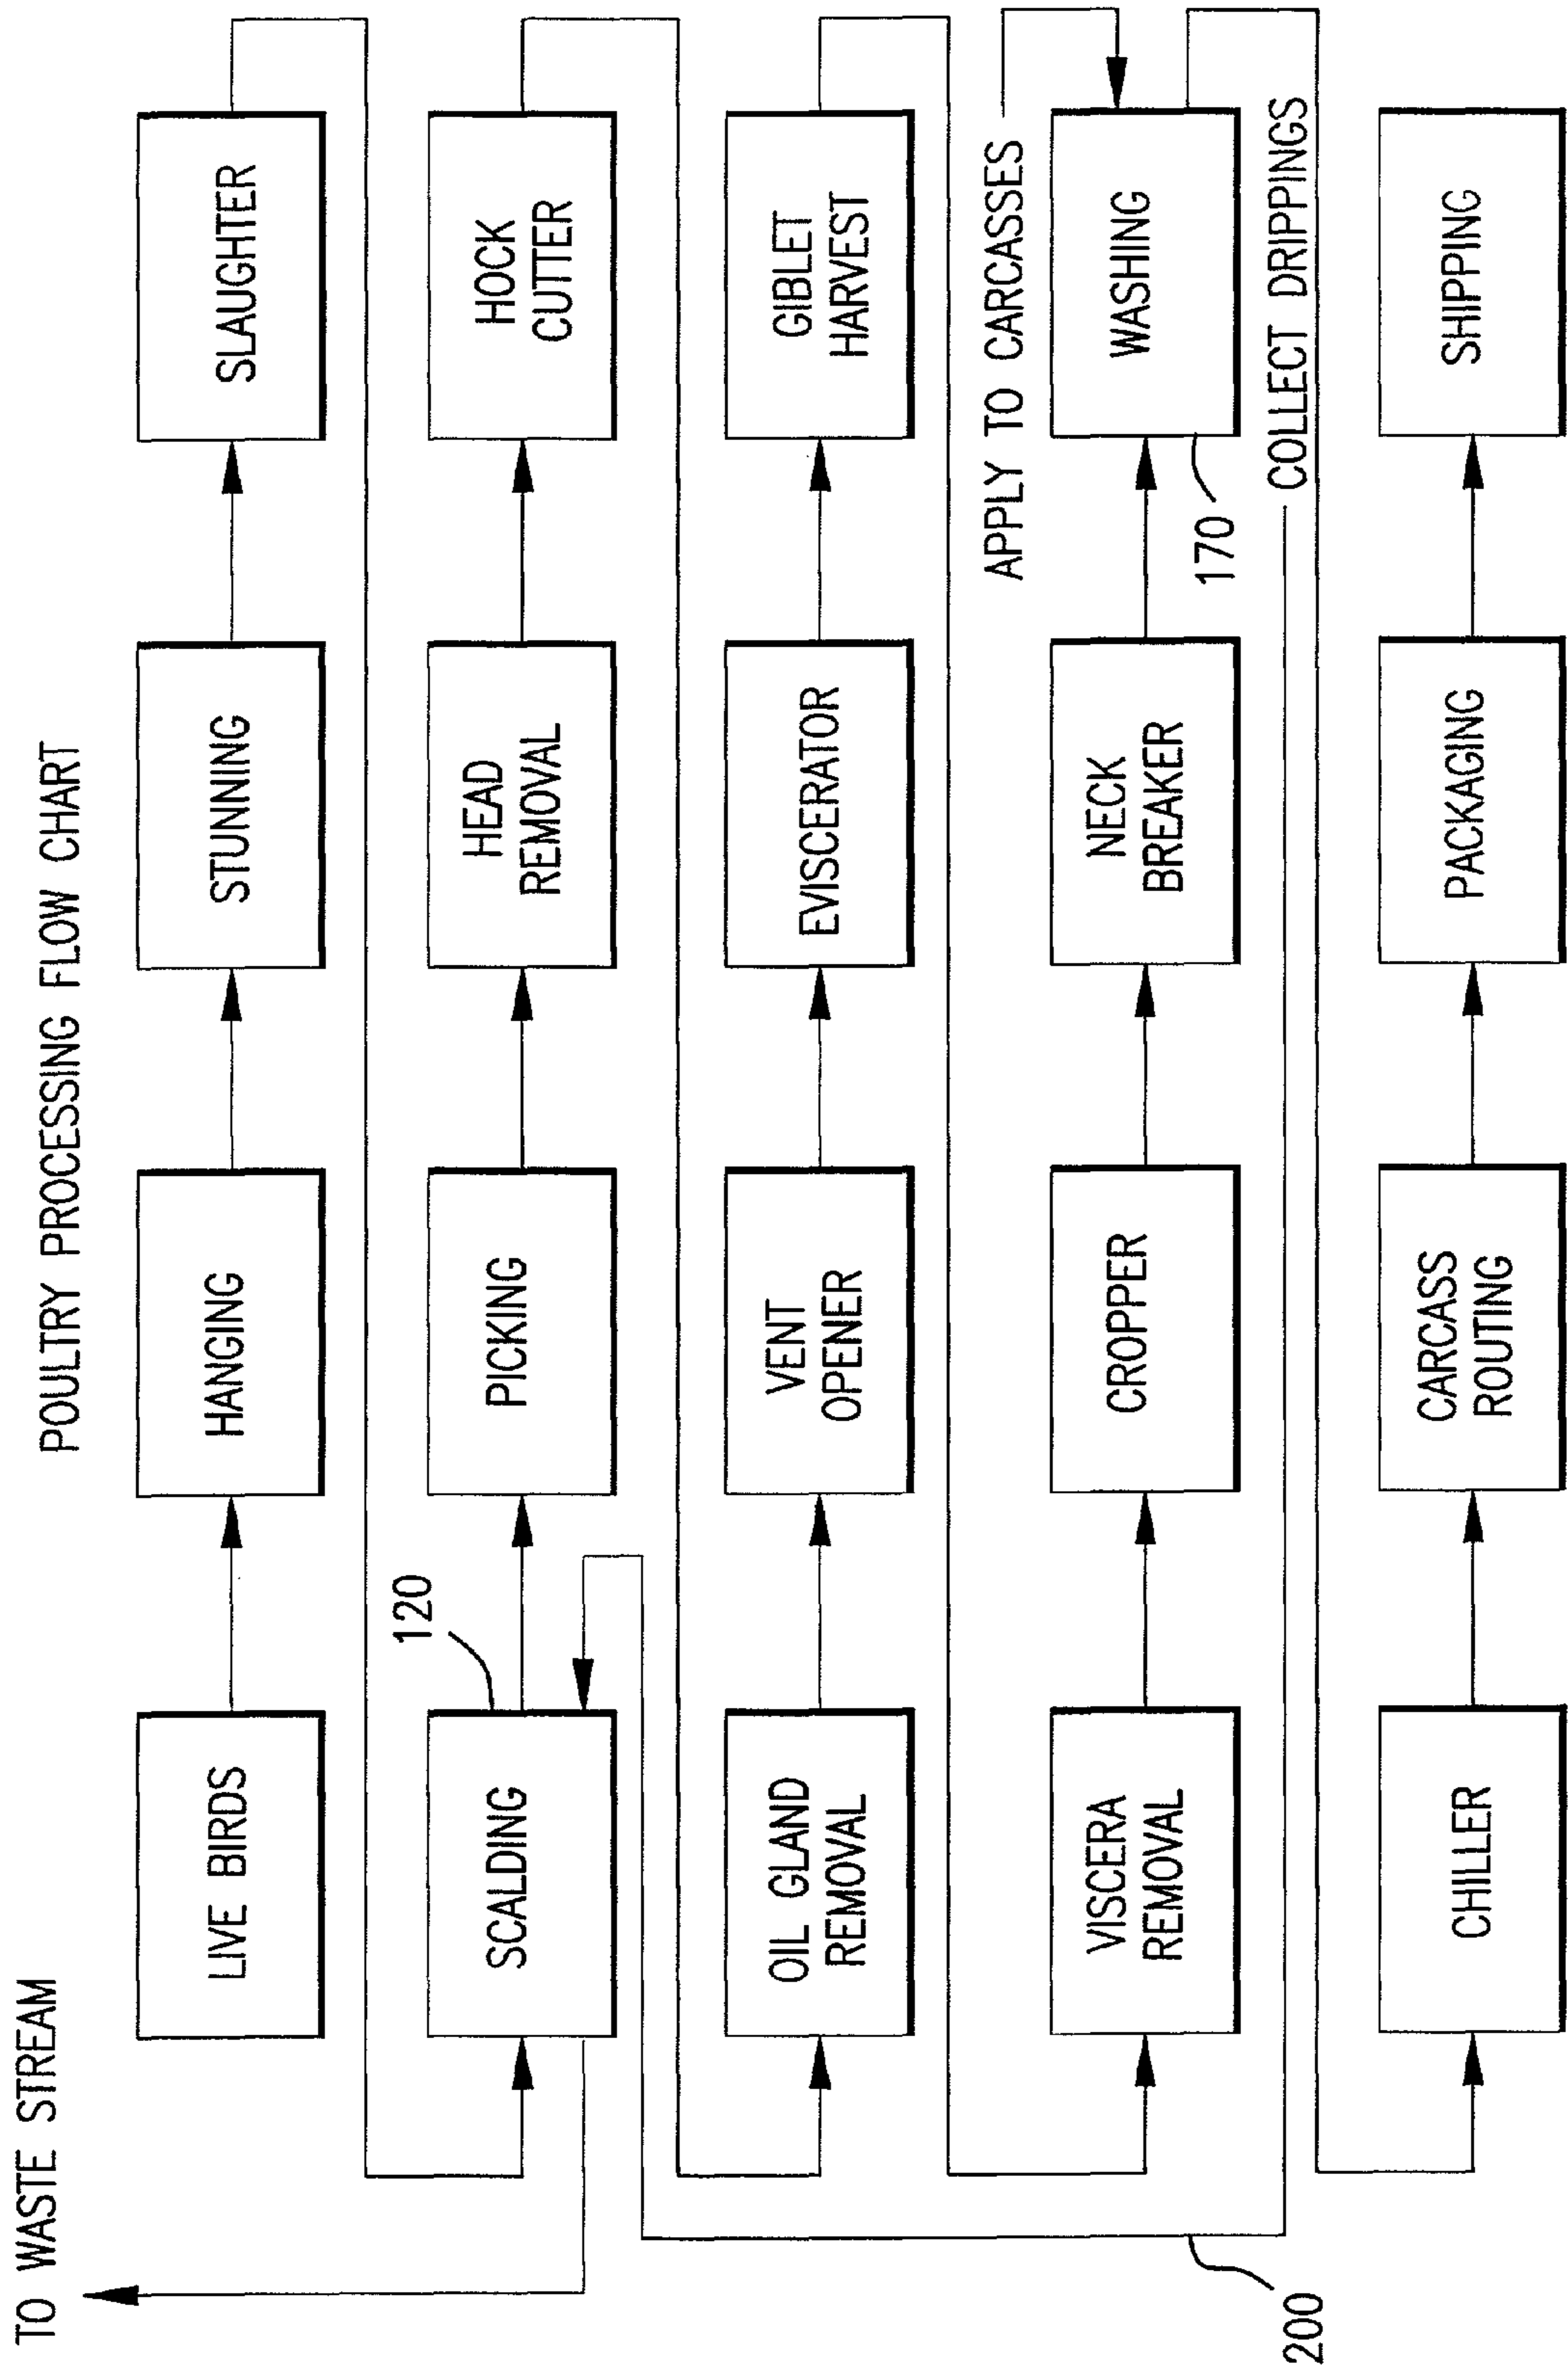 POULTRY PROCESSING FLOW CHART
TO WASTE STREAM
LIVE BIRDS
HANGING
STUNNING
SLAUGHTER
120
SCALDING
PICKING
HEAD
REMOVAL
HOCK
CUTTER
OIL GLAND
REMOVAL
VENT
OPENER
EVISCERATOR
GIBLET
HARVEST
APPLY TO CARCASSES
VISCERA
REMOVAL
CROPPER
NECK
BREAKER
WASHING
170
COLLECT DRIPPINGS
200
CHILLER
CARCASS
ROUTING
PACKAGING
SHIPPING